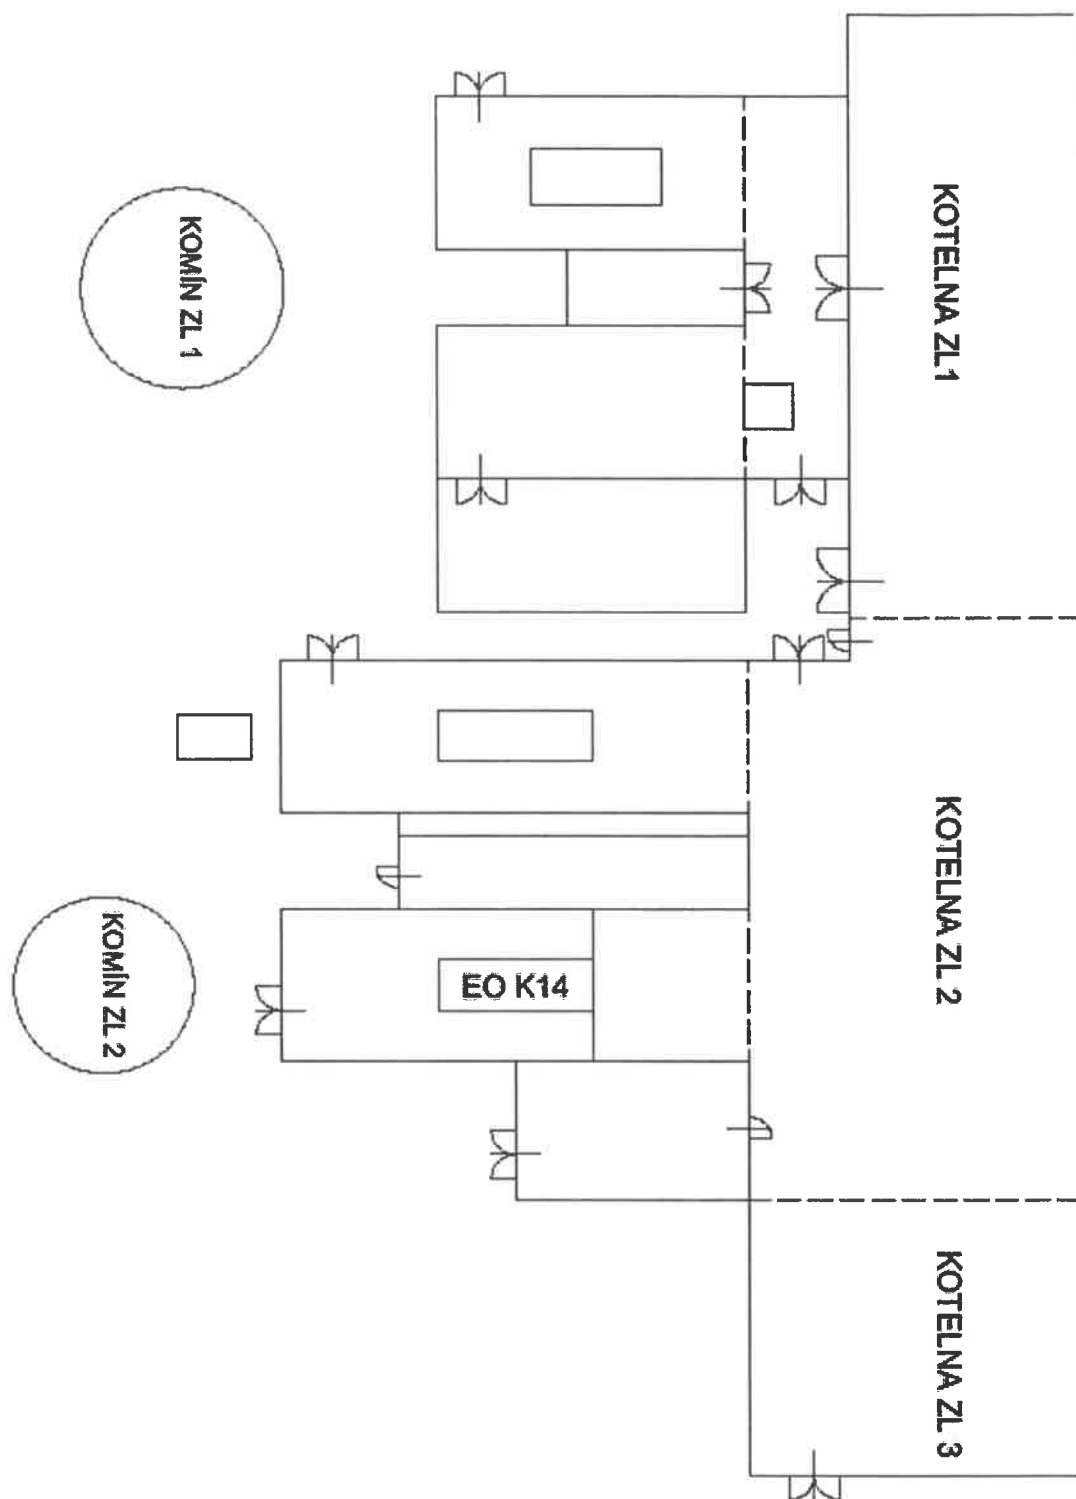 KOTELNA ZL1
KOMÍN ZL 1
KOTELNA ZL 2
KOMÍN ZL 2
EO K14
KOTELNA ZL 3